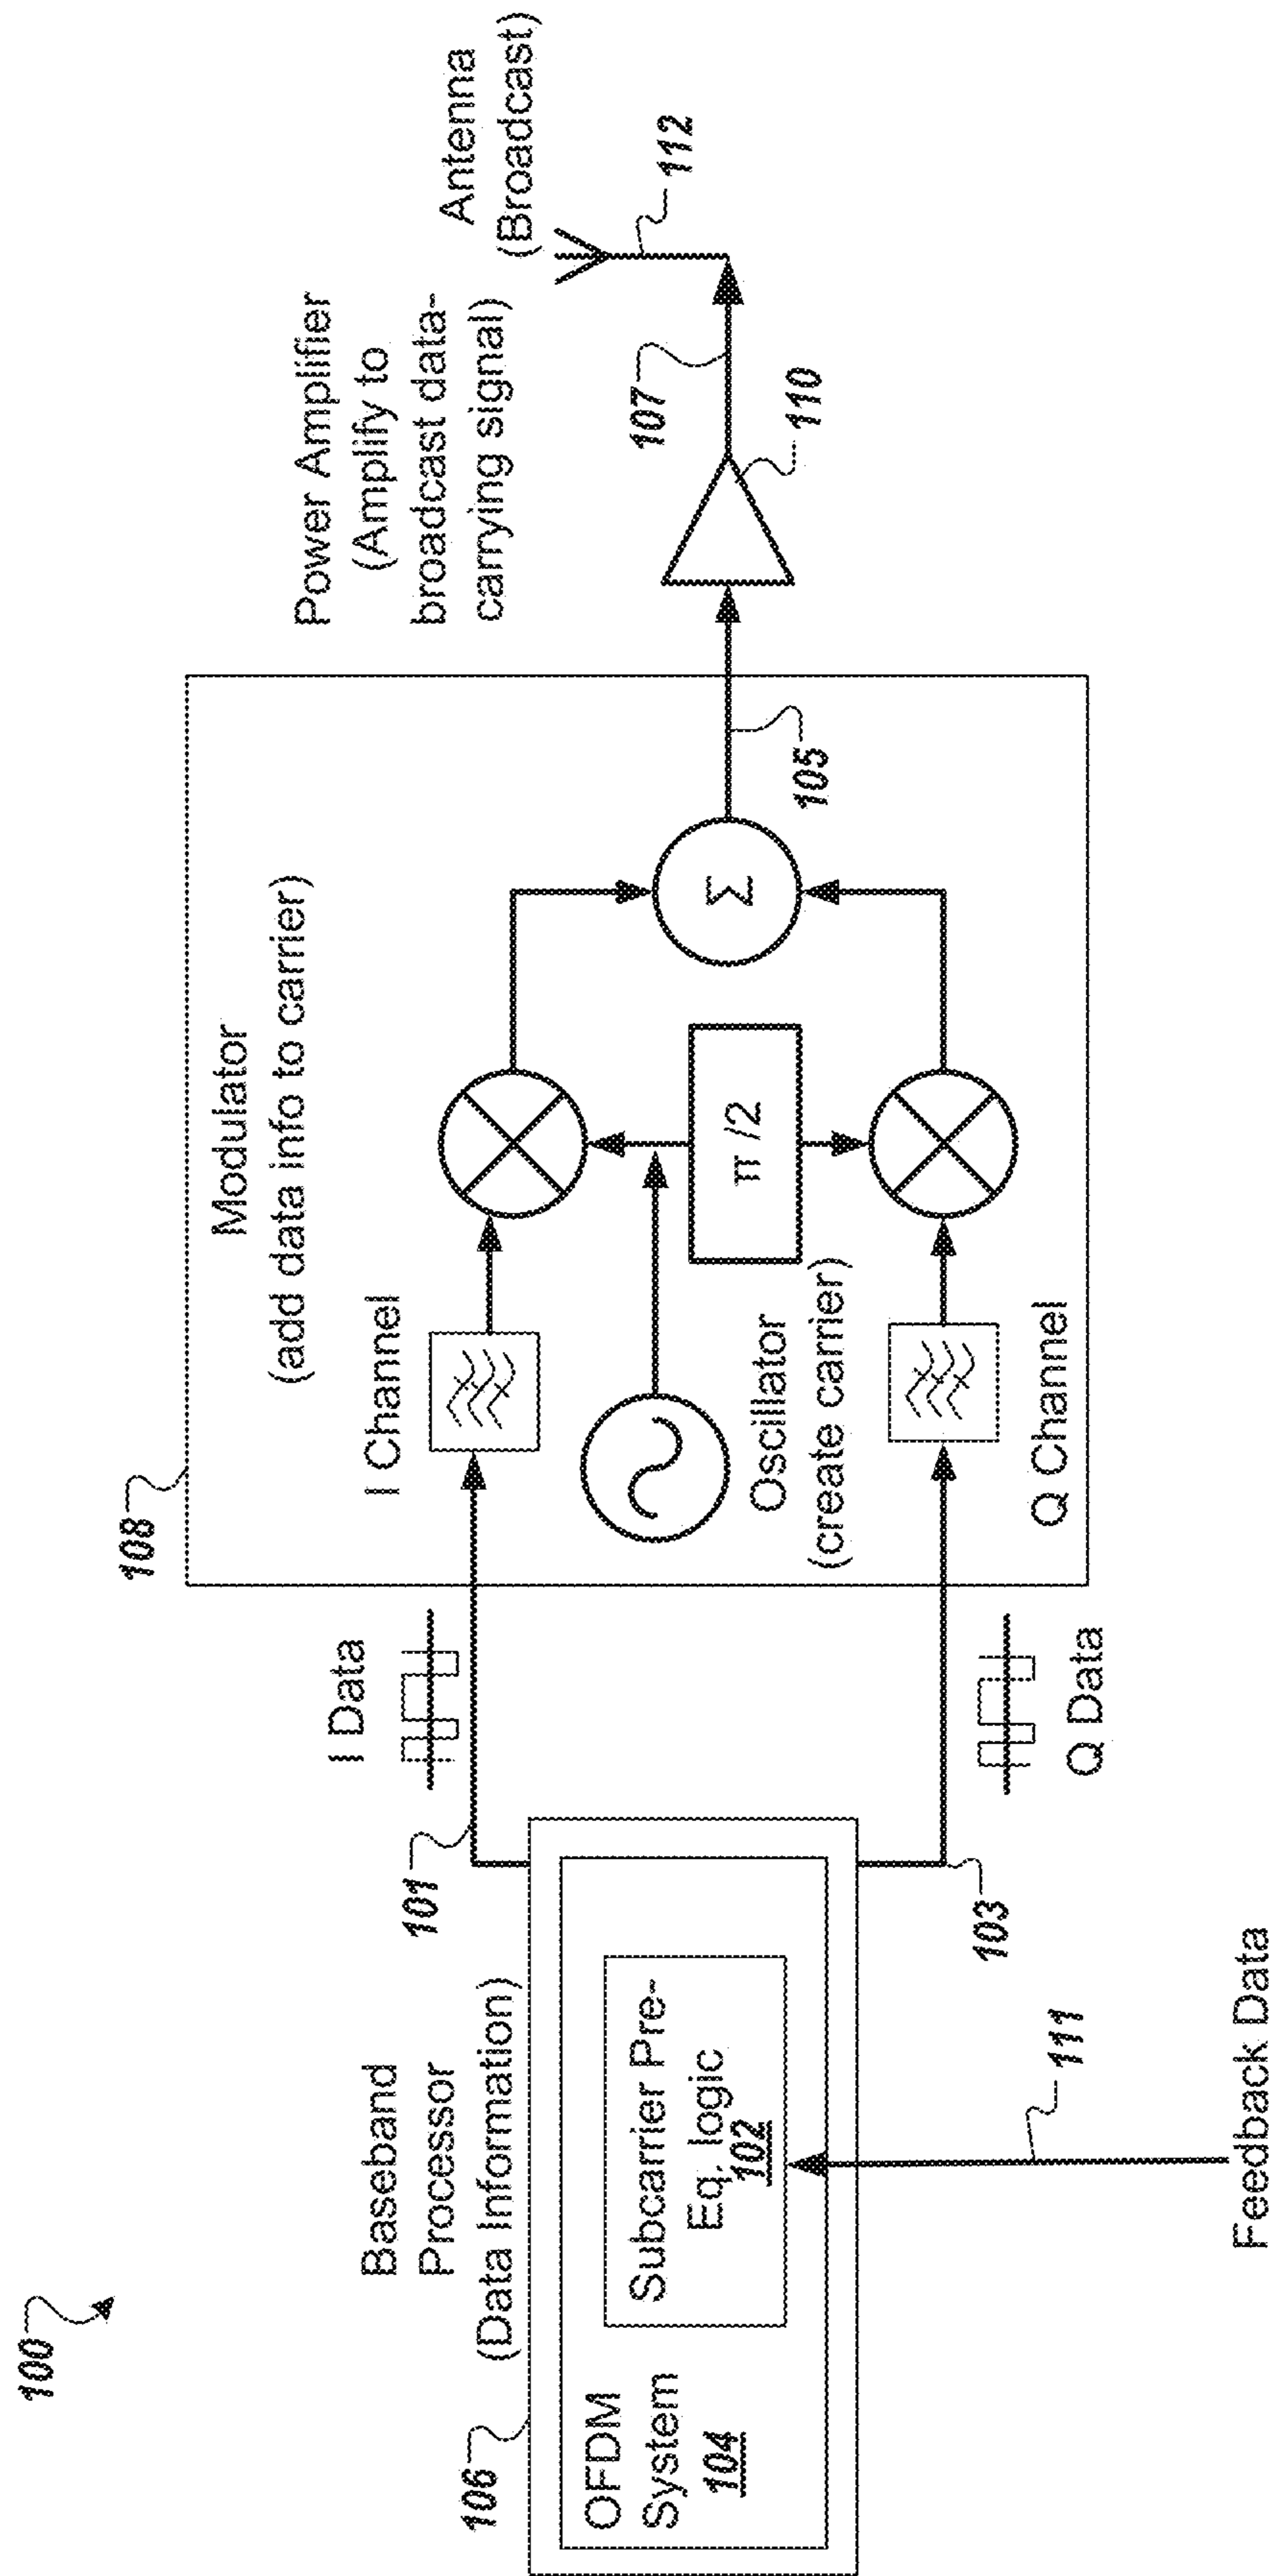 100
106
Baseband
Processor
(Data Information)
OFDM
System
104
Subcarrier Pre-
Eq. logic
102
111
Feedback Data
101
I Data
103
Q Data
108
Modulator
(add data info to carrier)
I Channel
Oscillator
(create carrier)
Q Channel
π /2
Σ
105
Power Amplifier
(Amplify to
broadcast data-
carrying signal)
110
107
Antenna
(Broadcast)
112